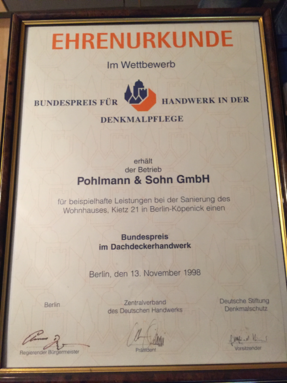 EHRENURKUNDE
Im Wettbewerb
BUNDESPREIS FÜR HANDWERK IN DER
DENKMALPFLEGE
erhält
der Betrieb
Pohlmann & Sohn GmbH
für beispielhafte Leistungen bei der Sanierung des
Wohnhauses, Kietz 21 in Berlin-Köpenick einen
Bundespreis
im Dachdeckerhandwerk
Berlin, den 13. November 1998
Berlin
Zentralverband
des Deutschen Handwerks
Deutsche Stiftung
Denkmalschutz
Regierender Bürgermeister
Präsident
Vorsitzender